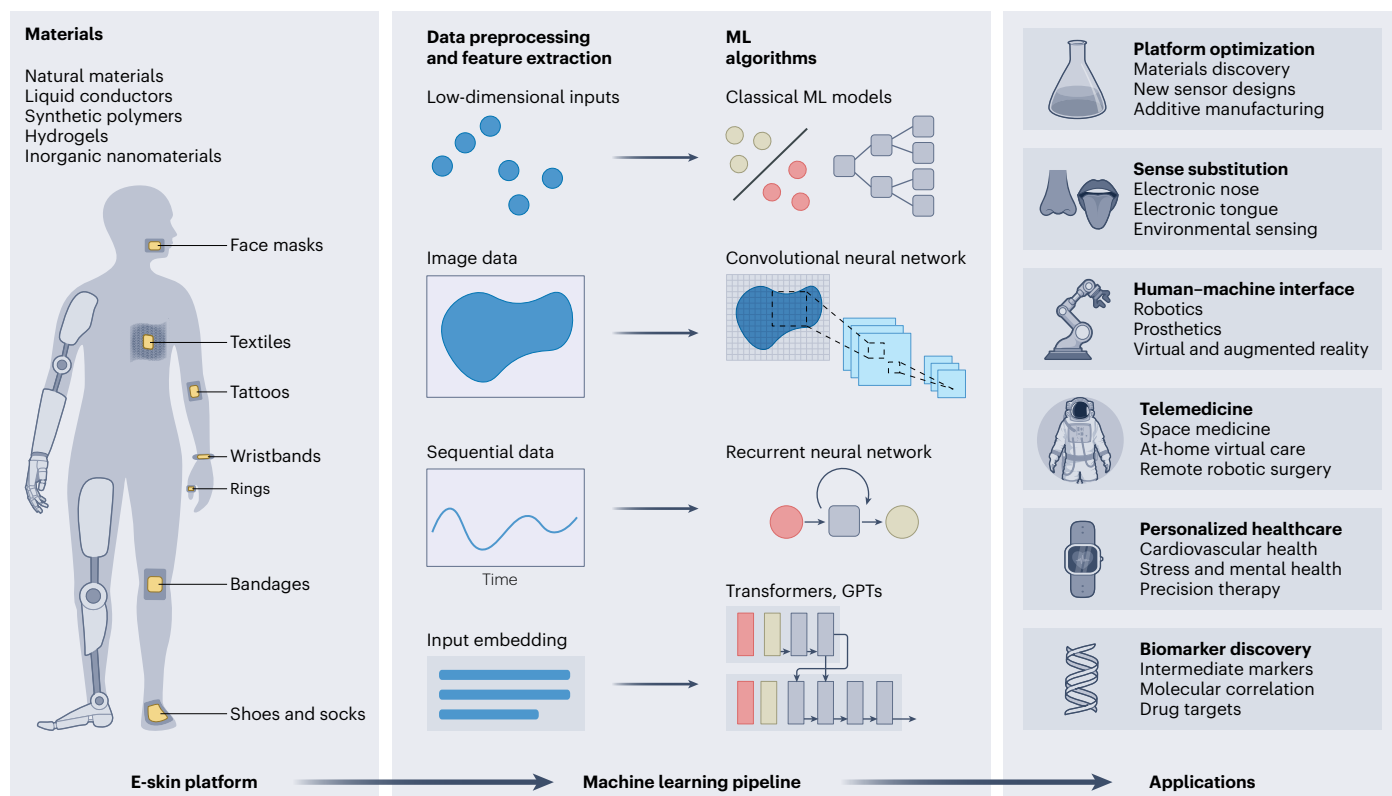 Materials
Natural materials
Liquid conductors
Synthetic polymers
Hydrogels
Inorganic nanomaterials
Face masks
Textiles
Tattoos
Wristbands
Rings
Bandages
Shoes and socks
E-skin platform
Data preprocessing
and feature extraction
Low-dimensional inputs
Image data
Sequential data
Time
Input embedding
ML
algorithms
Classical ML models
Convolutional neural network
Recurrent neural network
Transformers, GPTs
Machine learning pipeline
Platform optimization
Materials discovery
New sensor designs
Additive manufacturing
Sense substitution
Electronic nose
Electronic tongue
Environmental sensing
Human–machine interface
Robotics
Prosthetics
Virtual and augmented reality
Telemedicine
Space medicine
At-home virtual care
Remote robotic surgery
Personalized healthcare
Cardiovascular health
Stress and mental health
Precision therapy
Biomarker discovery
Intermediate markers
Molecular correlation
Drug targets
Applications